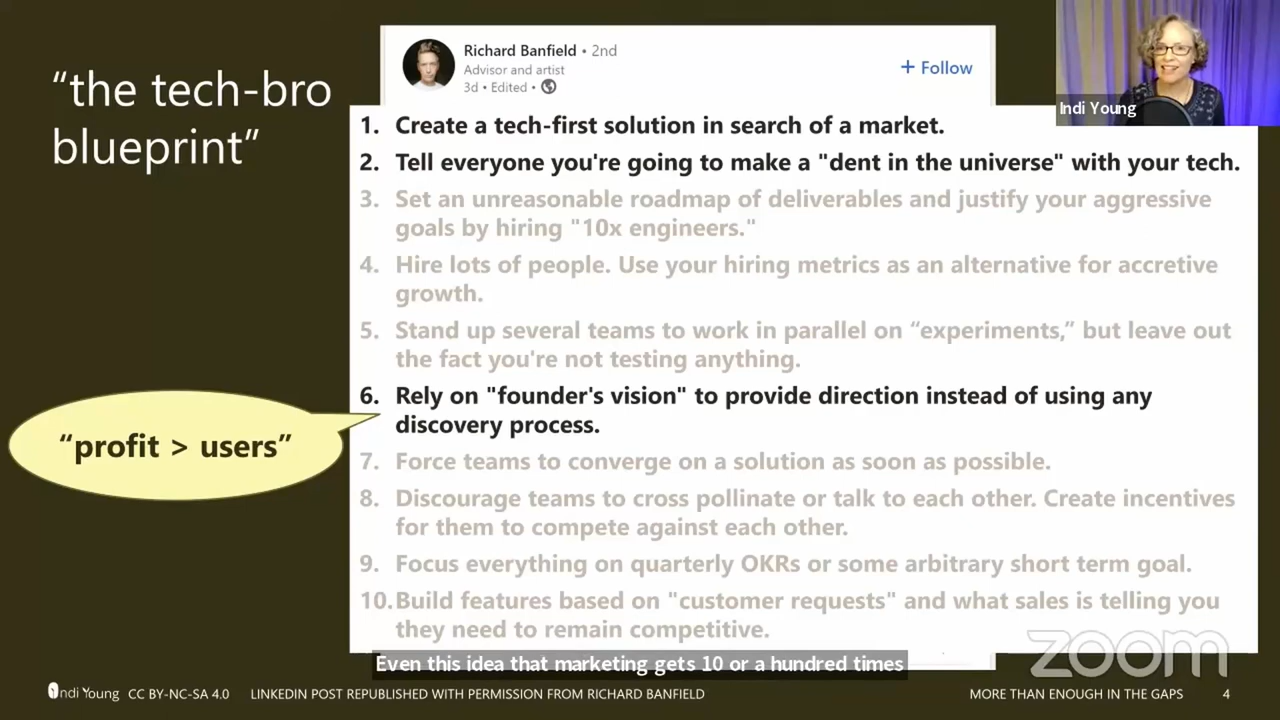 “the tech-bro
blueprint”
Richard Banfield • 2nd
Advisor and artist
3d • Edited •
+ Follow
Indi Young
1. Create a tech-first solution in search of a market.
2. Tell everyone you're going to make a "dent in the universe" with your tech.
3. Set an unreasonable roadmap of deliverables and justify your aggressive
goals by hiring "10x engineers."
4. Hire lots of people. Use your hiring metrics as an alternative for accretive
growth.
5. Stand up several teams to work in parallel on “experiments,” but leave out
the fact you're not testing anything.
6. Rely on "founder's vision" to provide direction instead of using any
discovery process.
“profit > users”
7. Force teams to converge on a solution as soon as possible.
8. Discourage teams to cross pollinate or talk to each other. Create incentives
for them to compete against each other.
9. Focus everything on quarterly OKRs or some arbitrary short term goal.
10. Build features based on "customer requests" and what sales is telling you
they need to remain competitive.
zoom
Even this idea that marketing gets 10 or a hundred times
Indi Young CC BY-NC-SA 4.0 LINKEDIN POST REPUBLISHED WITH PERMISSION FROM RICHARD BANFIELD MORE THAN ENOUGH IN THE GAPS 4